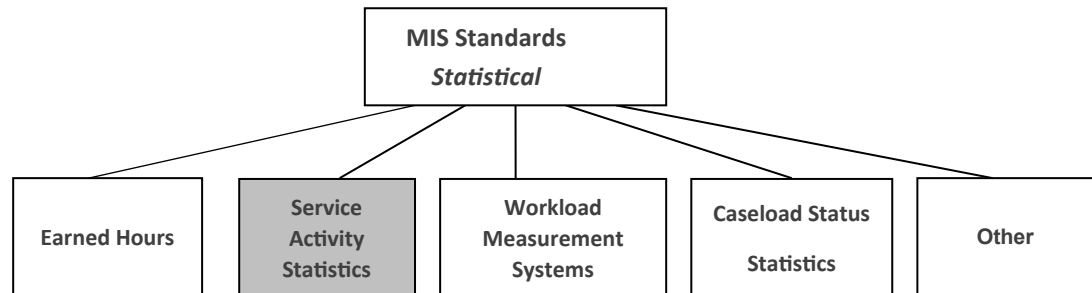 MIS Standards
Statistical
Earned Hours
Service
Activity
Statistics
Workload
Measurement
Systems
Caseload Status
Statistics
Other